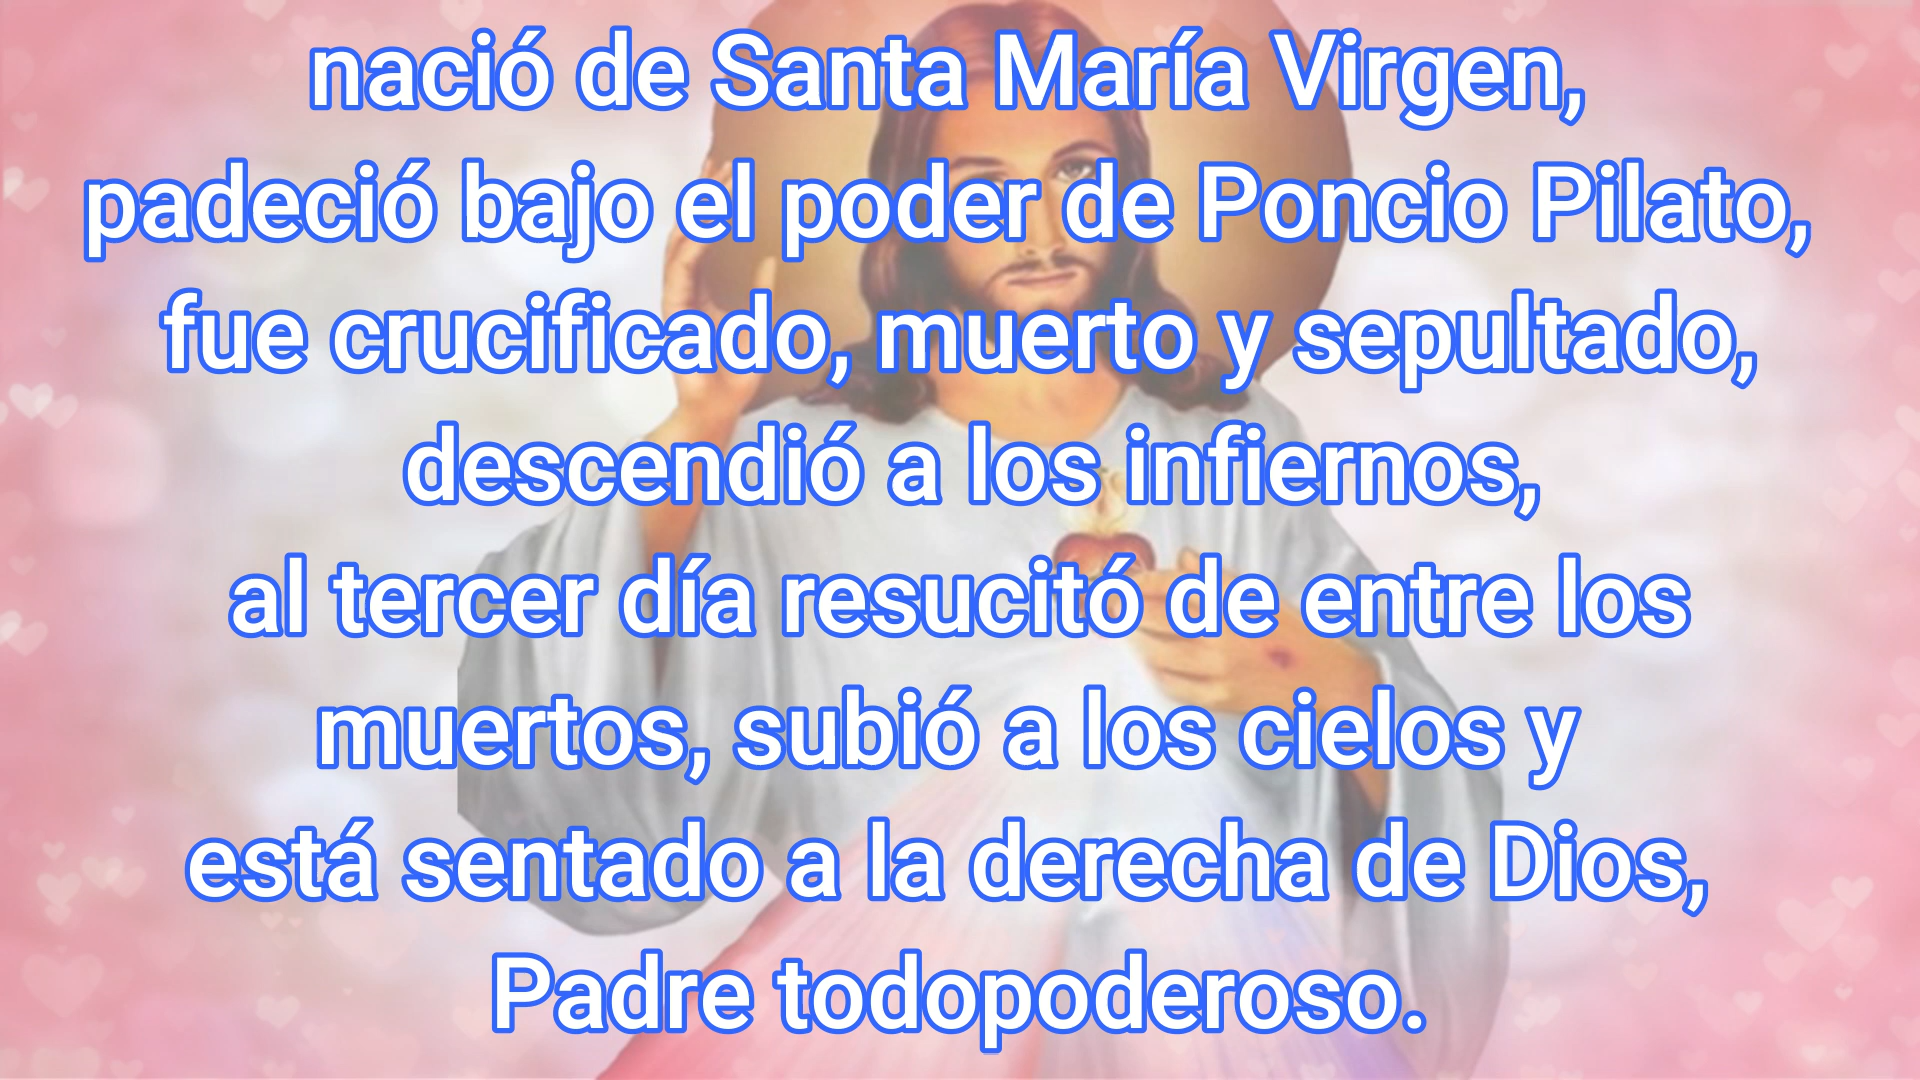 nació de Santa María Virgen,
padeció bajo el poder de Poncio Pilato,
fue crucificado, muerto y sepultado,
descendió a los infiernos,
al tercer día resucitó de entre los
muertos, subió a los cielos y
está sentado a la derecha de Dios,
Padre todopoderoso.